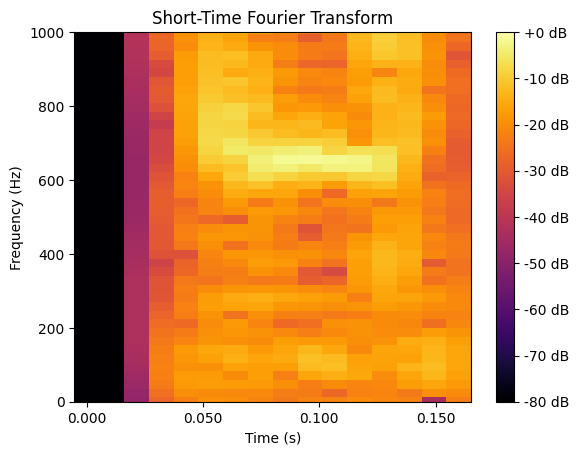 Short-Time Fourier Transform
1000
800
600
400
200
0
Frequency (Hz)
0.000
0.050
0.100
0.150
Time (s)
+0 dB
-10 dB
-20 dB
-30 dB
-40 dB
-50 dB
-60 dB
-70 dB
-80 dB